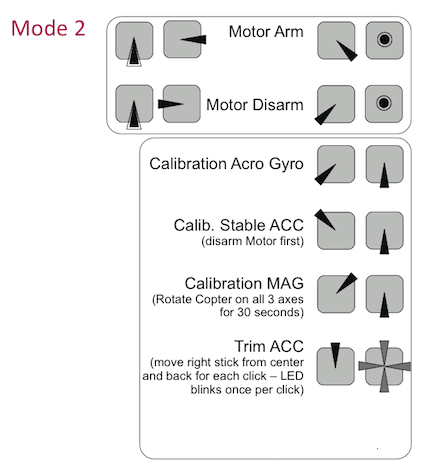 Mode 2
Motor Arm
Motor Disarm
Calibration Acro Gyro
Calib. Stable ACC
(disarm Motor first)
Calibration MAG
(Rotate Copter on all 3 axes
for 30 seconds)
Trim ACC
(move right stick from center
and back for each click – LED
blinks once per click)